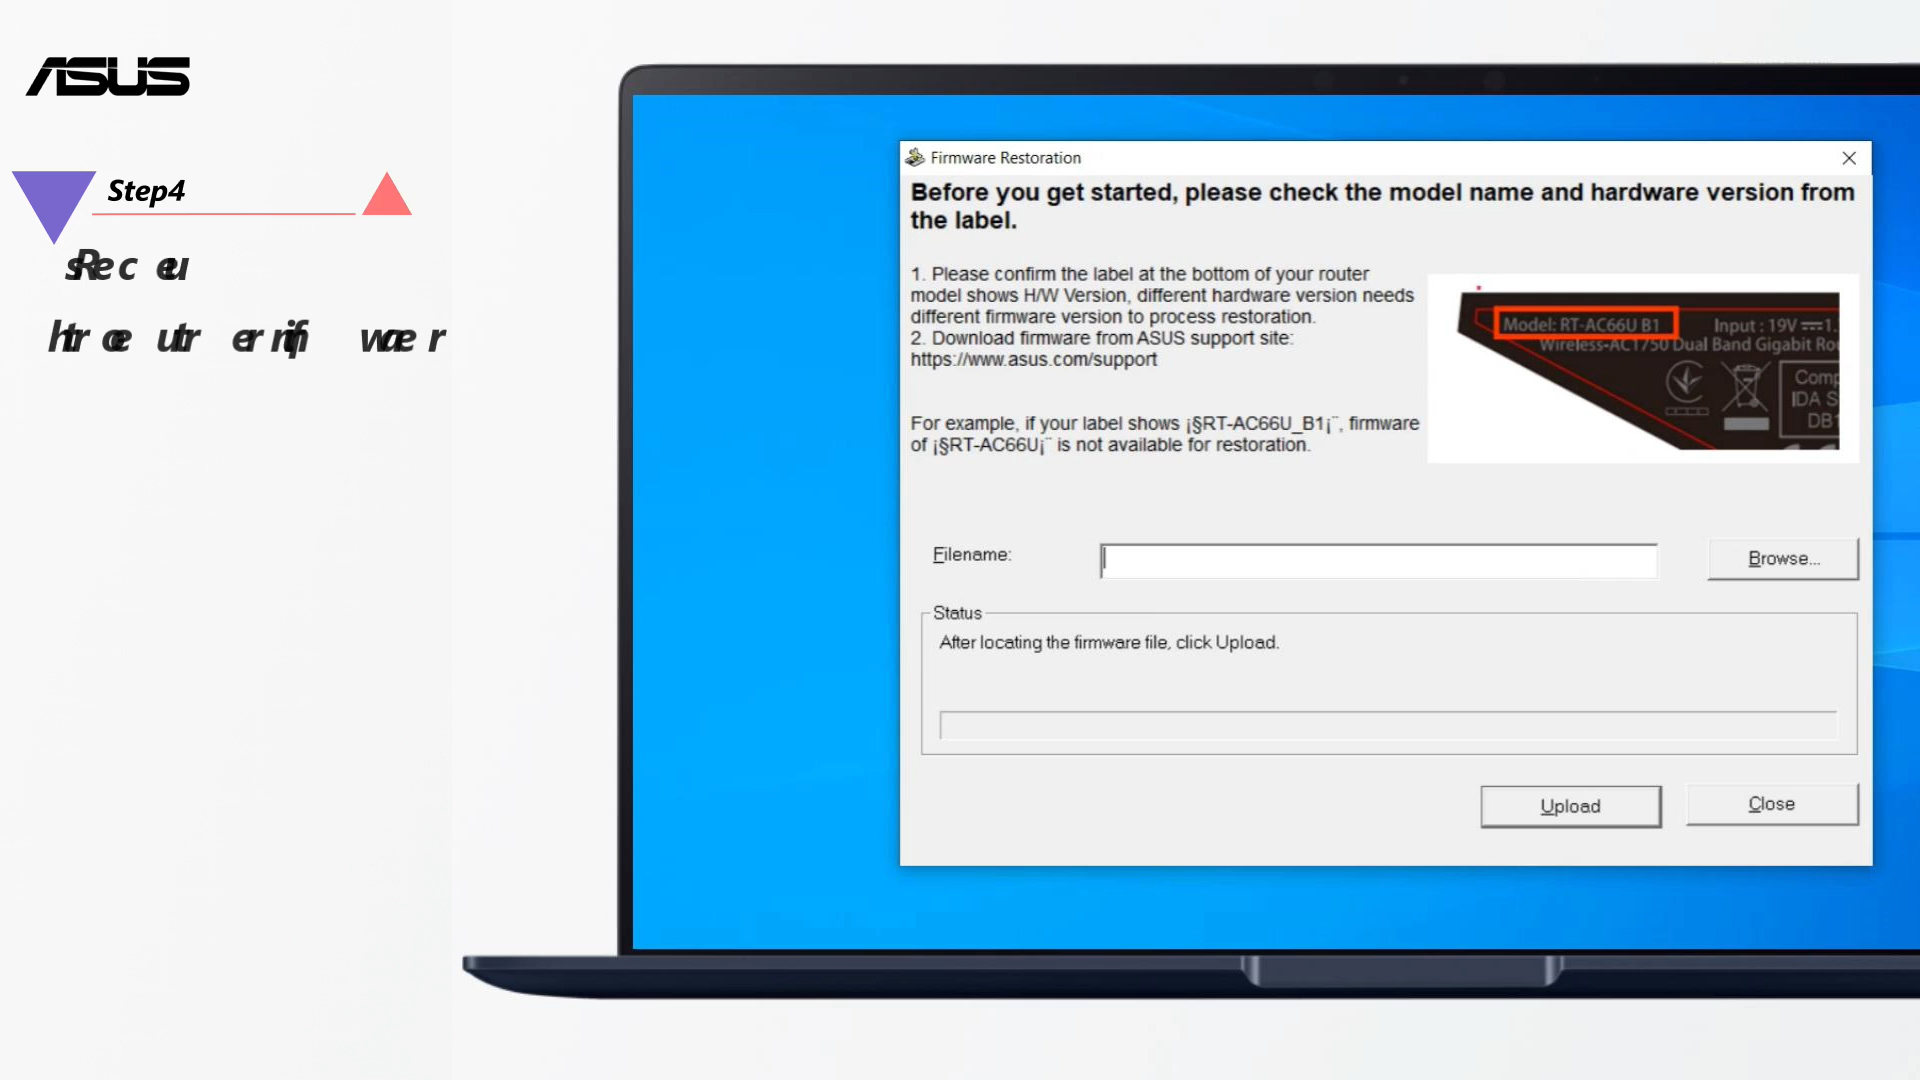 ASUS
Step4
Firmware Restoration
Before you get started, please check the model name and hardware version from
the label.
1. Please confirm the label at the bottom of your router
model shows H/W Version, different hardware version needs
different firmware version to process restoration.
2. Download firmware from ASUS support site:
https://www.asus.com/support
For example, if your label shows ¡§RT-AC66U_B1¡¨, firmware
of ¡§RT-AC66U¡¨ is not available for restoration.
Model: RT-AC66U B1
Input : 19V
Wireless-AC1750 Dual Band Gigabit
Filename:
Browse...
Status
After locating the firmware file, click Upload.
Upload
Close